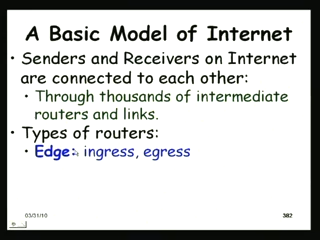 A Basic Model of Internet
• Senders and Receivers on Internet
are connected to each other:
• Through thousands of intermediate
routers and links.
• Types of routers:
• Edge: ingress, egress
03/31/10
382